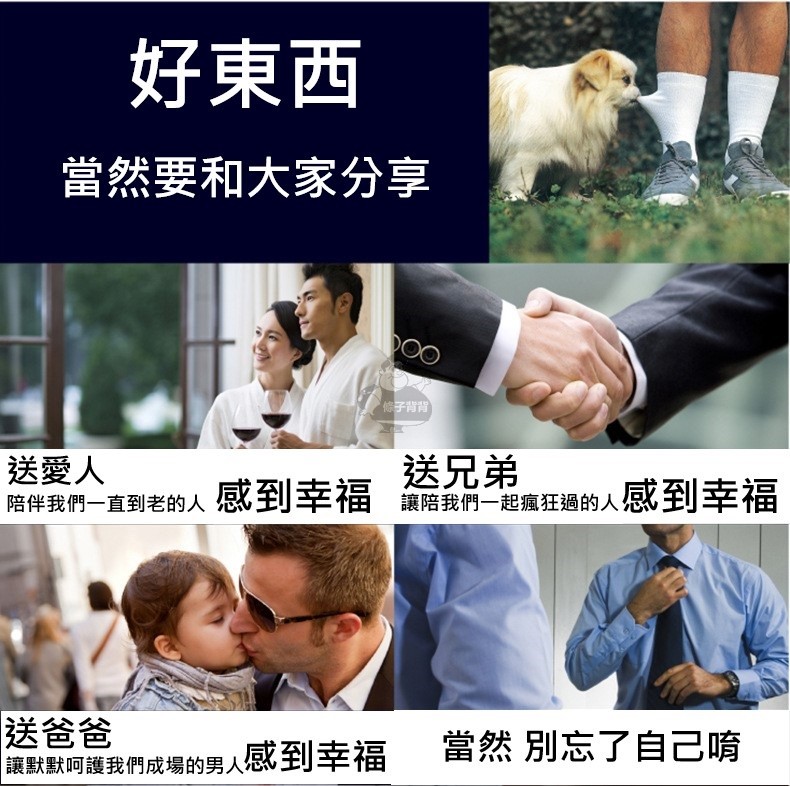 好東西
當然要和大家分享
修子背背
送愛人
陪伴我們一直到老的人 感到幸福
送兄弟
讓陪我們一起瘋狂過的人 感到幸福
送爸爸
讓默默呵護我們成場的男人 感到幸福
當然 別忘了自己唷